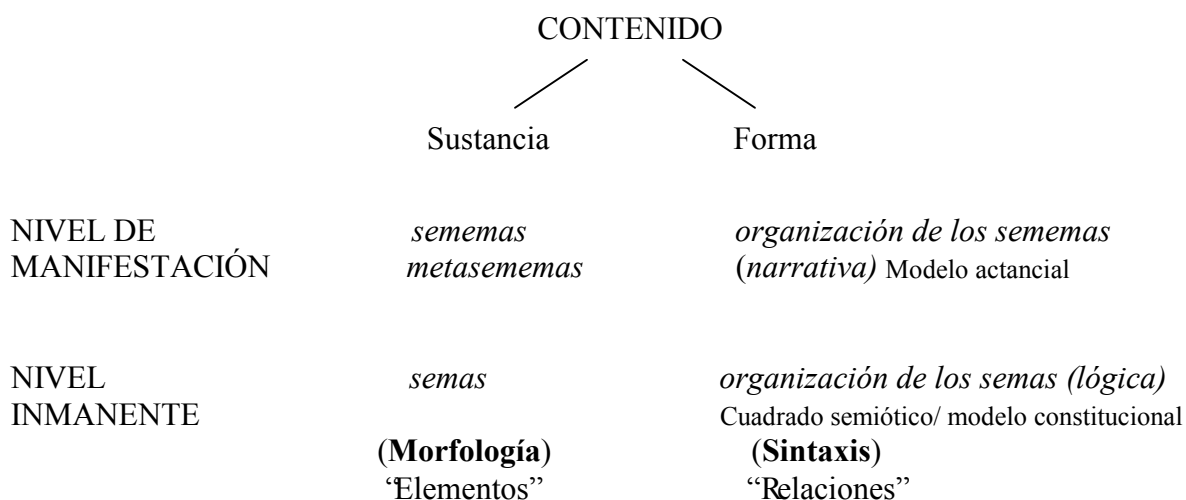 CONTENIDO
Sustancia Forma
NIVEL DE sememas organización de los sememas
MANIFESTACIÓN metasememas (narrativa) Modelo actancial
NIVEL semas organización de los semas (lógica)
INMANENTE Cuadrado semiótico/ modelo constitucional
(Morfología) (Sintaxis)
“Elementos” “Relaciones”